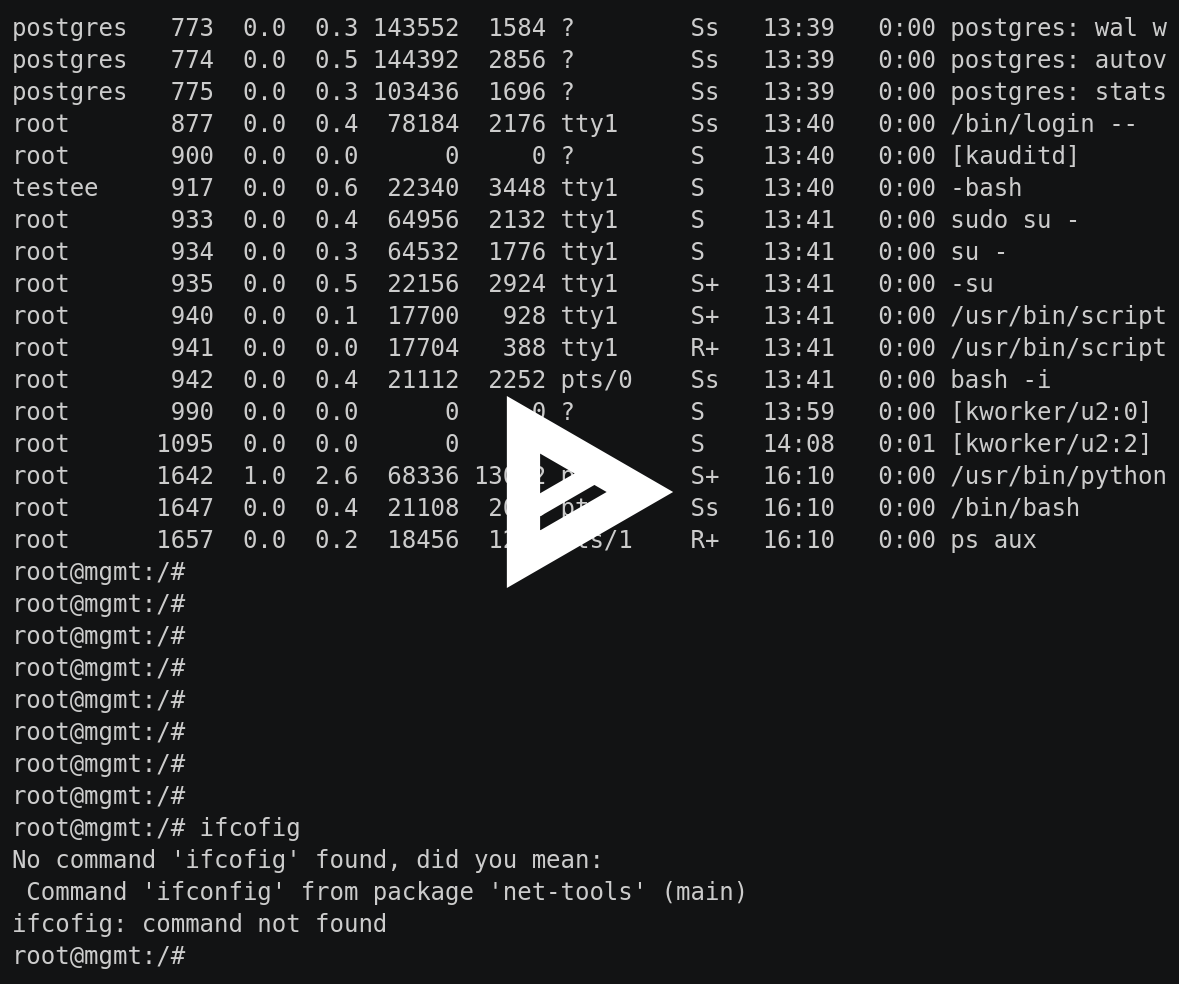 postgres   773  0.0  0.3 143552  1584 ?        Ss   13:39   0:00 postgres: wal w
postgres   774  0.0  0.5 144392  2856 ?        Ss   13:39   0:00 postgres: autov
postgres   775  0.0  0.3 103436  1696 ?        Ss   13:39   0:00 postgres: stats
root       877  0.0  0.4  78184  2176 tty1     Ss   13:40   0:00 /bin/login --
root       900  0.0  0.0      0     0 ?        S    13:40   0:00 [kauditd]
testee     917  0.0  0.6  22340  3448 tty1     S    13:40   0:00 -bash
root       933  0.0  0.4  64956  2132 tty1     S    13:41   0:00 sudo su -
root       934  0.0  0.3  64532  1776 tty1     S    13:41   0:00 su -
root       935  0.0  0.5  22156  2924 tty1     S+   13:41   0:00 -su
root       940  0.0  0.1  17700   928 tty1     S+   13:41   0:00 /usr/bin/script
root       941  0.0  0.0  17704   388 tty1     R+   13:41   0:00 /usr/bin/script
root       942  0.0  0.4  21112  2252 pts/0    Ss   13:41   0:00 bash -i
root       990  0.0  0.0      0     0 ?        S    13:59   0:00 [kworker/u2:0]
root      1095  0.0  0.0      0                S    14:08   0:01 [kworker/u2:2]
root      1642  1.0  2.6  68336                S+   16:10   0:00 /usr/bin/python
root      1647  0.0  0.4  21108                Ss   16:10   0:00 /bin/bash
root      1657  0.0  0.2  18456                R+   16:10   0:00 ps aux
root@mgmt:/#
root@mgmt:/#
root@mgmt:/#
root@mgmt:/#
root@mgmt:/#
root@mgmt:/#
root@mgmt:/#
root@mgmt:/#
root@mgmt:/# ifcofig
No command 'ifcofig' found, did you mean:
 Command 'ifconfig' from package 'net-tools' (main)
ifcofig: command not found
root@mgmt:/#